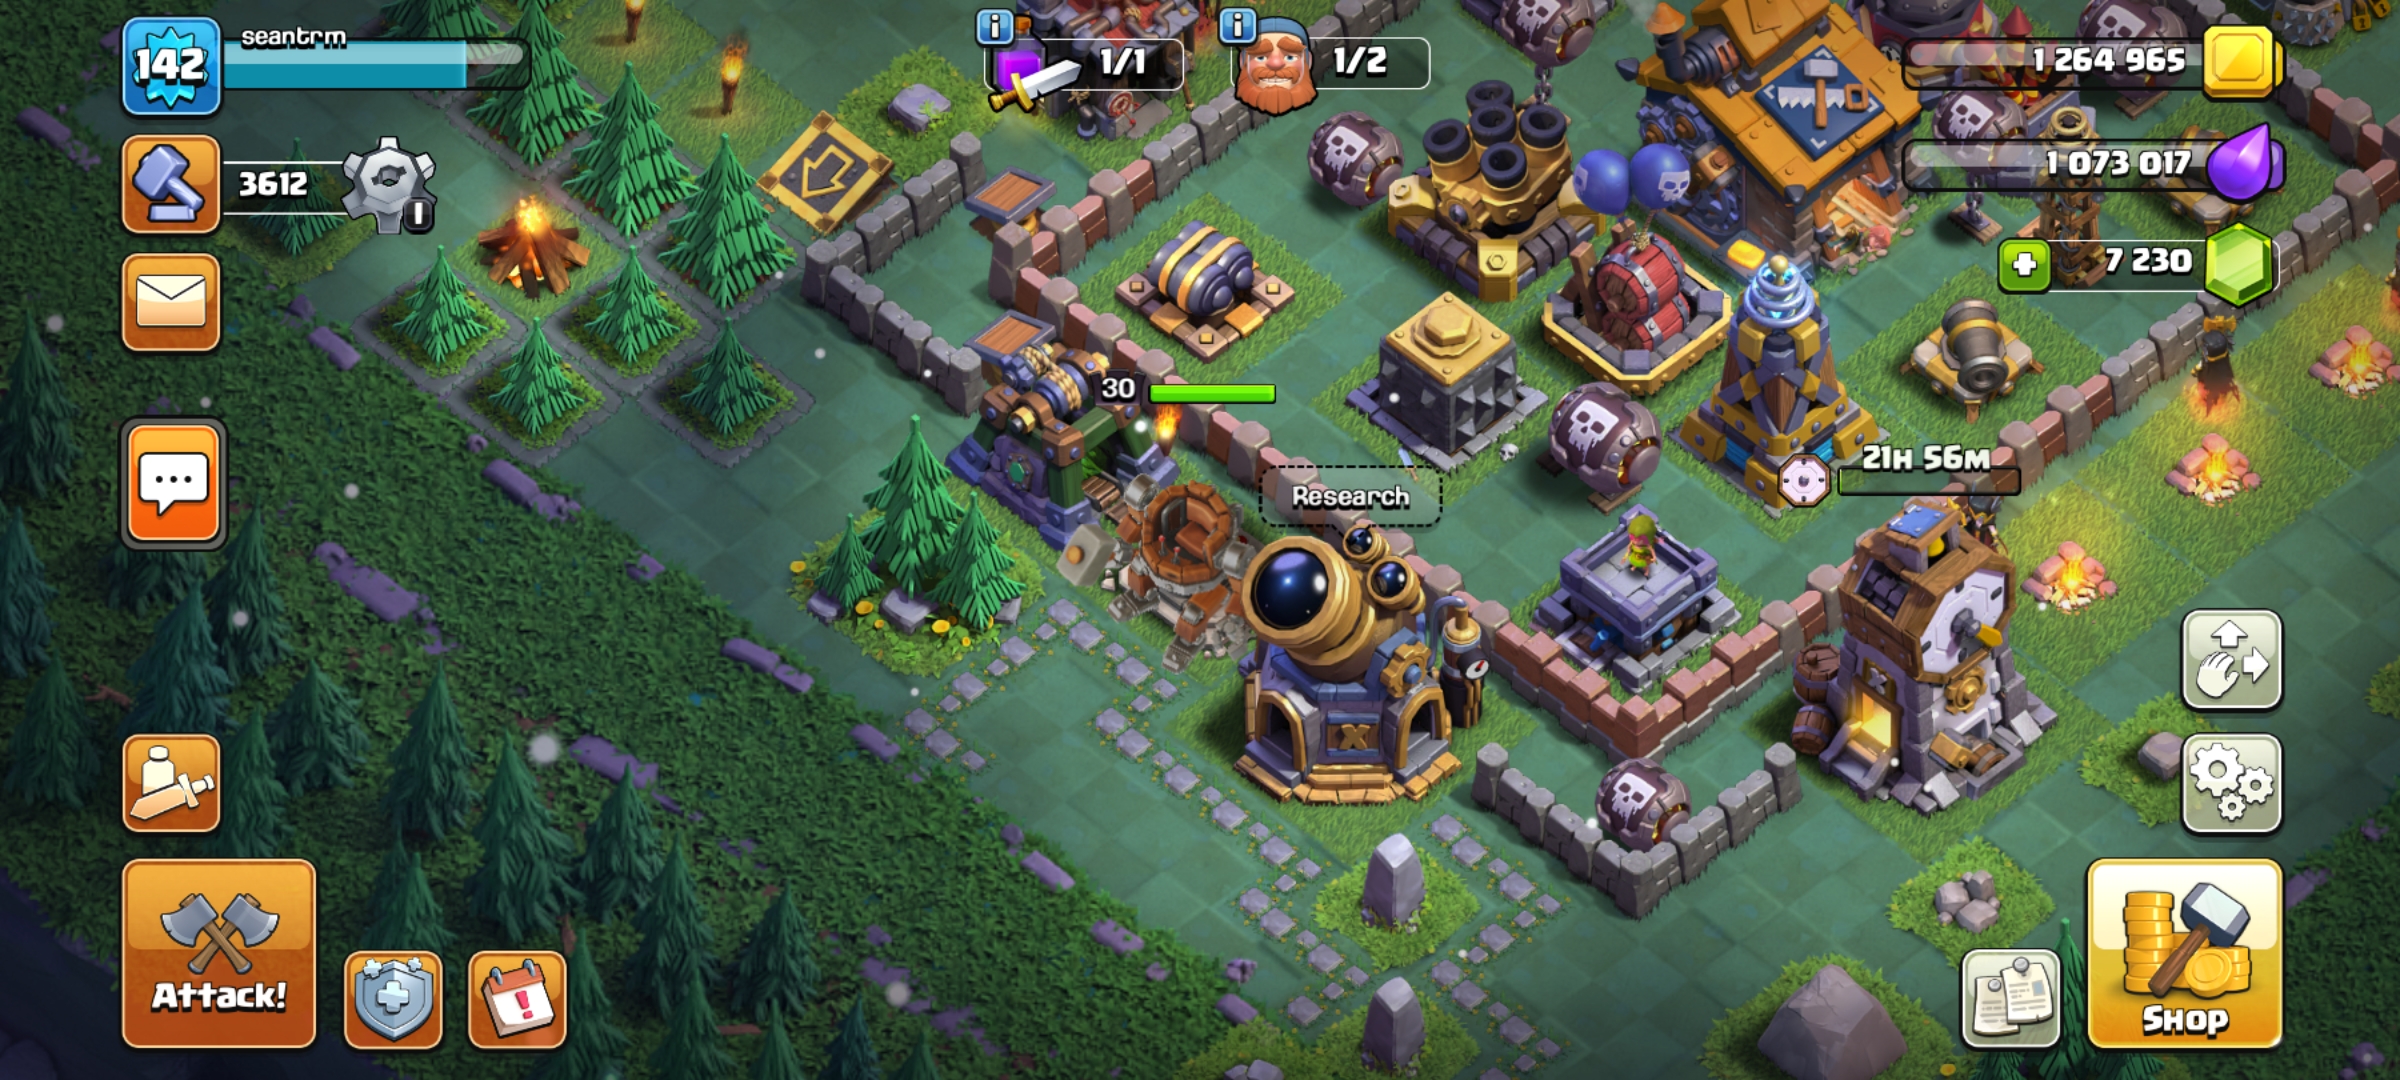 142
seantrm
1/1
1/2
1 264 965
3612
1 073 017
7 230
30
21H 56M
Research
Attack!
Shop